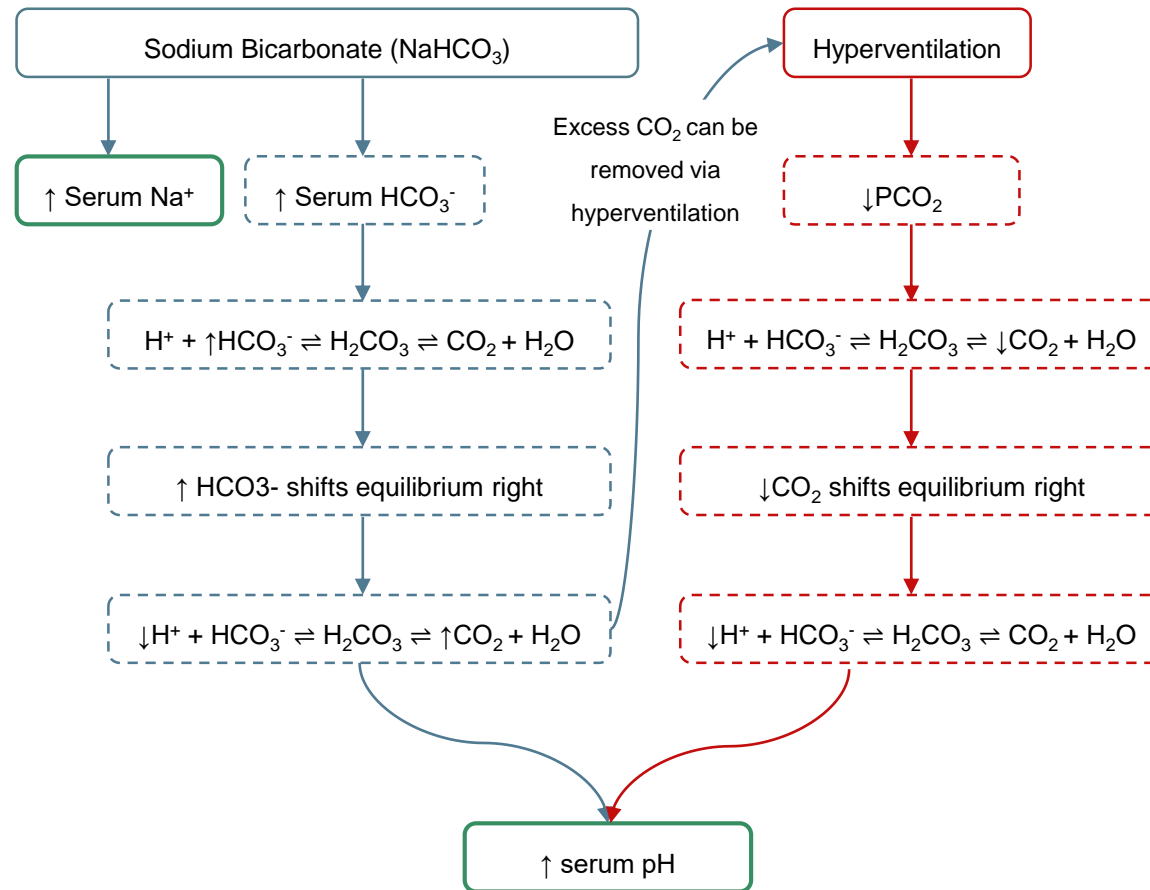 Sodium Bicarbonate (NaHCO₃)
Hyperventilation
Excess CO₂ can be
removed via
hyperventilation
↑ Serum Na⁺
↑ Serum HCO₃⁻
↓PCO₂
H⁺ + ↑HCO₃⁻ ⇌ H₂CO₃ ⇌ CO₂ + H₂O
H⁺ + HCO₃⁻ ⇌ H₂CO₃ ⇌ ↓CO₂ + H₂O
↑ HCO3- shifts equilibrium right
↓CO₂ shifts equilibrium right
↓H⁺ + HCO₃⁻ ⇌ H₂CO₃ ⇌ ↑CO₂ + H₂O
↓H⁺ + HCO₃⁻ ⇌ H₂CO₃ ⇌ CO₂ + H₂O
↑ serum pH